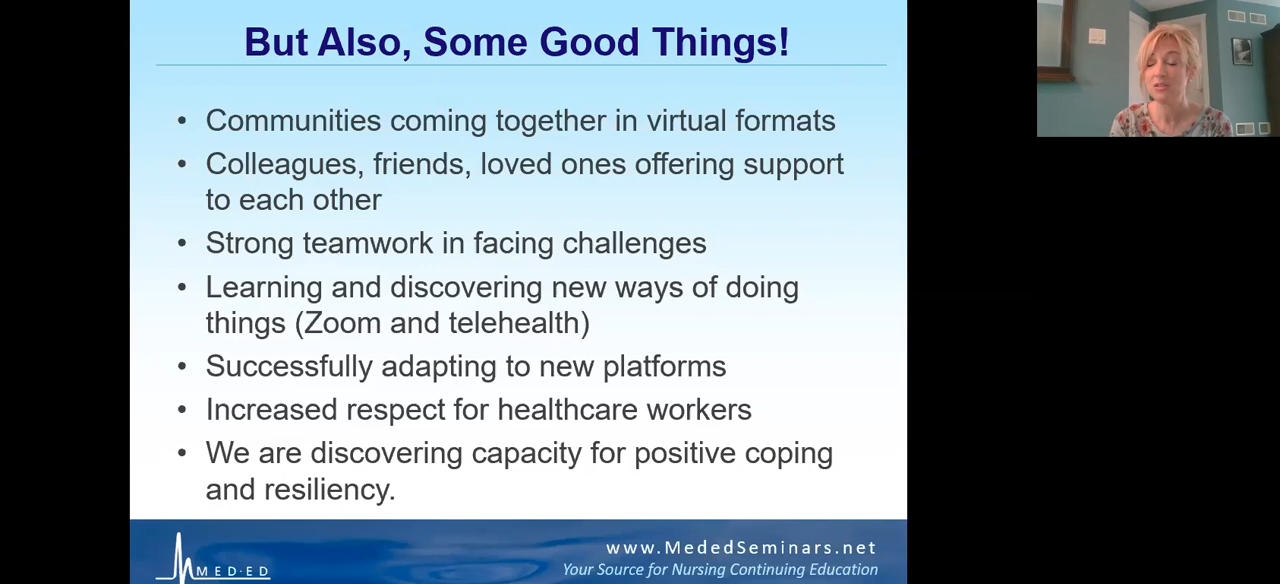 But Also, Some Good Things!
• Communities coming together in virtual formats
• Colleagues, friends, loved ones offering support
to each other
• Strong teamwork in facing challenges
• Learning and discovering new ways of doing
things (Zoom and telehealth)
• Successfully adapting to new platforms
• Increased respect for healthcare workers
• We are discovering capacity for positive coping
and resiliency.
MED·ED
www.MededSeminars.net
Your Source for Nursing Continuing Education